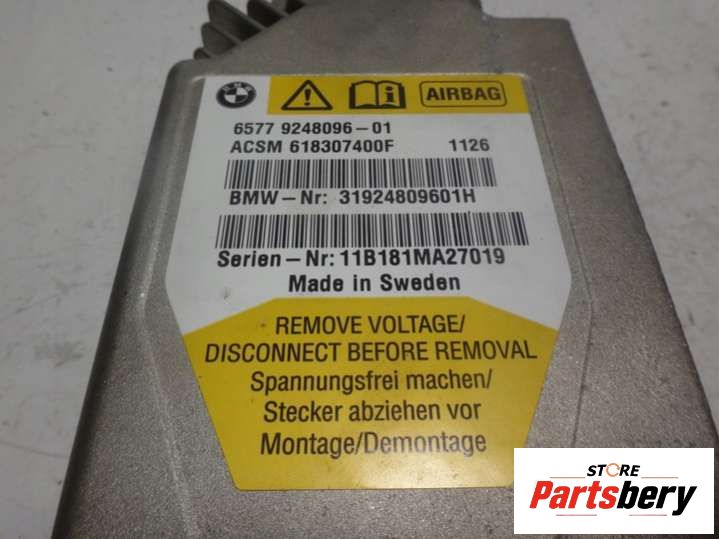 BMW
AIRBAG
6577 9248096-01
ACSM 618307400F 1126
BMW-Nr: 31924809601H
Serien-Nr: 11B181MA27019
Made in Sweden
REMOVE VOLTAGE/
DISCONNECT BEFORE REMOVAL
Spannungsfrei machen/
Stecker abziehen vor
Montage/Demontage
STORE
Partsbery